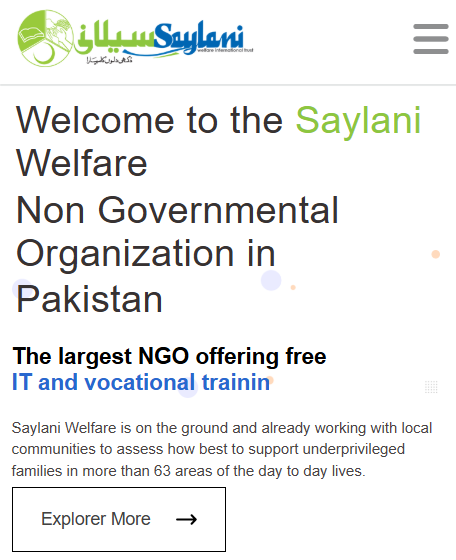 سیلانی Saylani
welfare international trust
دکھی دلوں کا سہارا
Welcome to the Saylani
Welfare
Non Governmental
Organization in
Pakistan
The largest NGO offering free
IT and vocational trainin
Saylani Welfare is on the ground and already working with local
communities to assess how best to support underprivileged
families in more than 63 areas of the day to day lives.
Explorer More